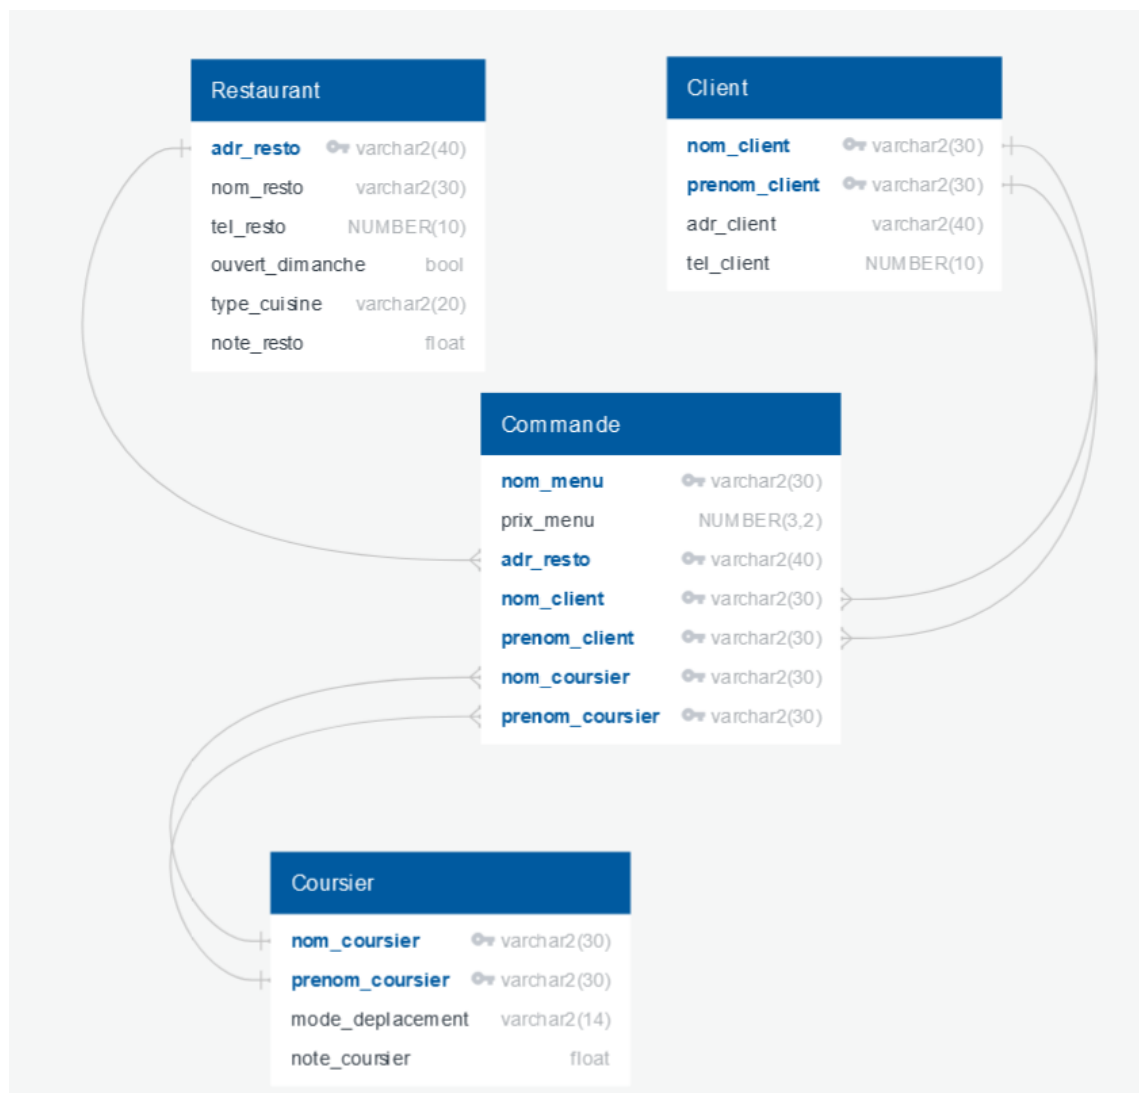 Restaurant
adr_resto varchar2(40)
nom_resto varchar2(30)
tel_resto NUMBER(10)
ouvert_dimanche bool
type_cuisine varchar2(20)
note_resto float
Client
nom_client varchar2(30)
prenom_client varchar2(30)
adr_client varchar2(40)
tel_client NUMBER(10)
Commande
nom_menu varchar2(30)
prix_menu NUMBER(3,2)
adr_resto varchar2(40)
nom_client varchar2(30)
prenom_client varchar2(30)
nom_coursier varchar2(30)
prenom_coursier varchar2(30)
Coursier
nom_coursier varchar2(30)
prenom_coursier varchar2(30)
mode_deplacement varchar2(14)
note_coursier float